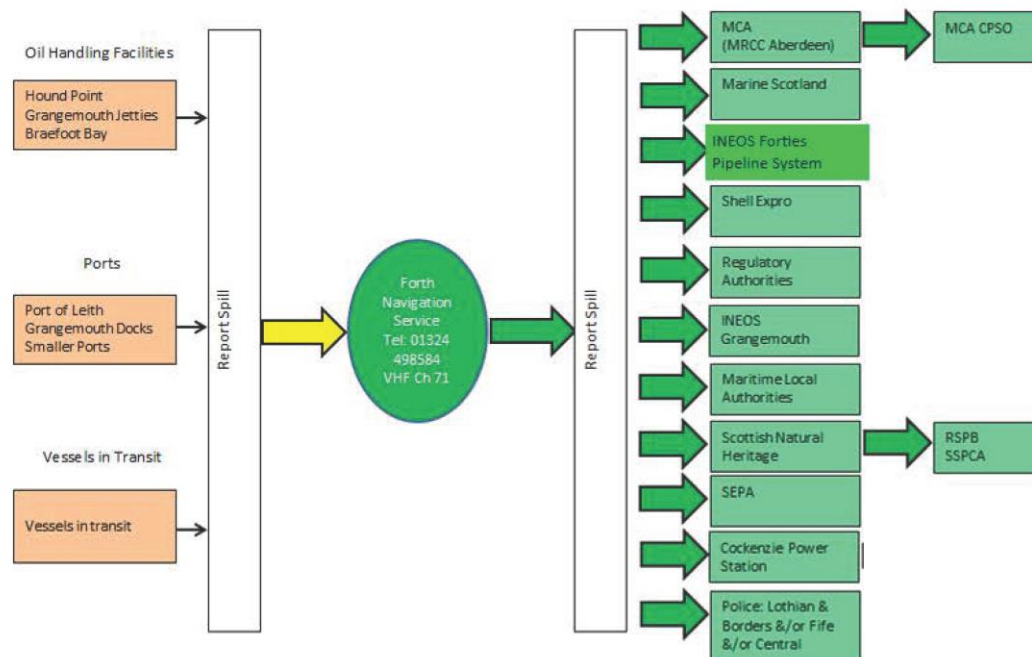 Oil Handling Facilities
Hound Point
Grangemouth Jetties
Braefoot Bay
Ports
Port of Leith
Grangemouth Docks
Smaller Ports
Vessels in Transit
Vessels in transit
Report Spill
Forth
Navigation
Service
Tel: 01324
498584
VHF Ch 71
Report Spill
MCA
(MRCC Aberdeen)
MCA CPSO
Marine Scotland
INEOS Forties
Pipeline System
Shell Expro
Regulatory
Authorities
INEOS
Grangemouth
Maritime Local
Authorities
Scottish Natural
Heritage
RSPB
SSPCA
SEPA
Cockenzie Power
Station
Police: Lothian &
Borders &/or Fife
&/or Central